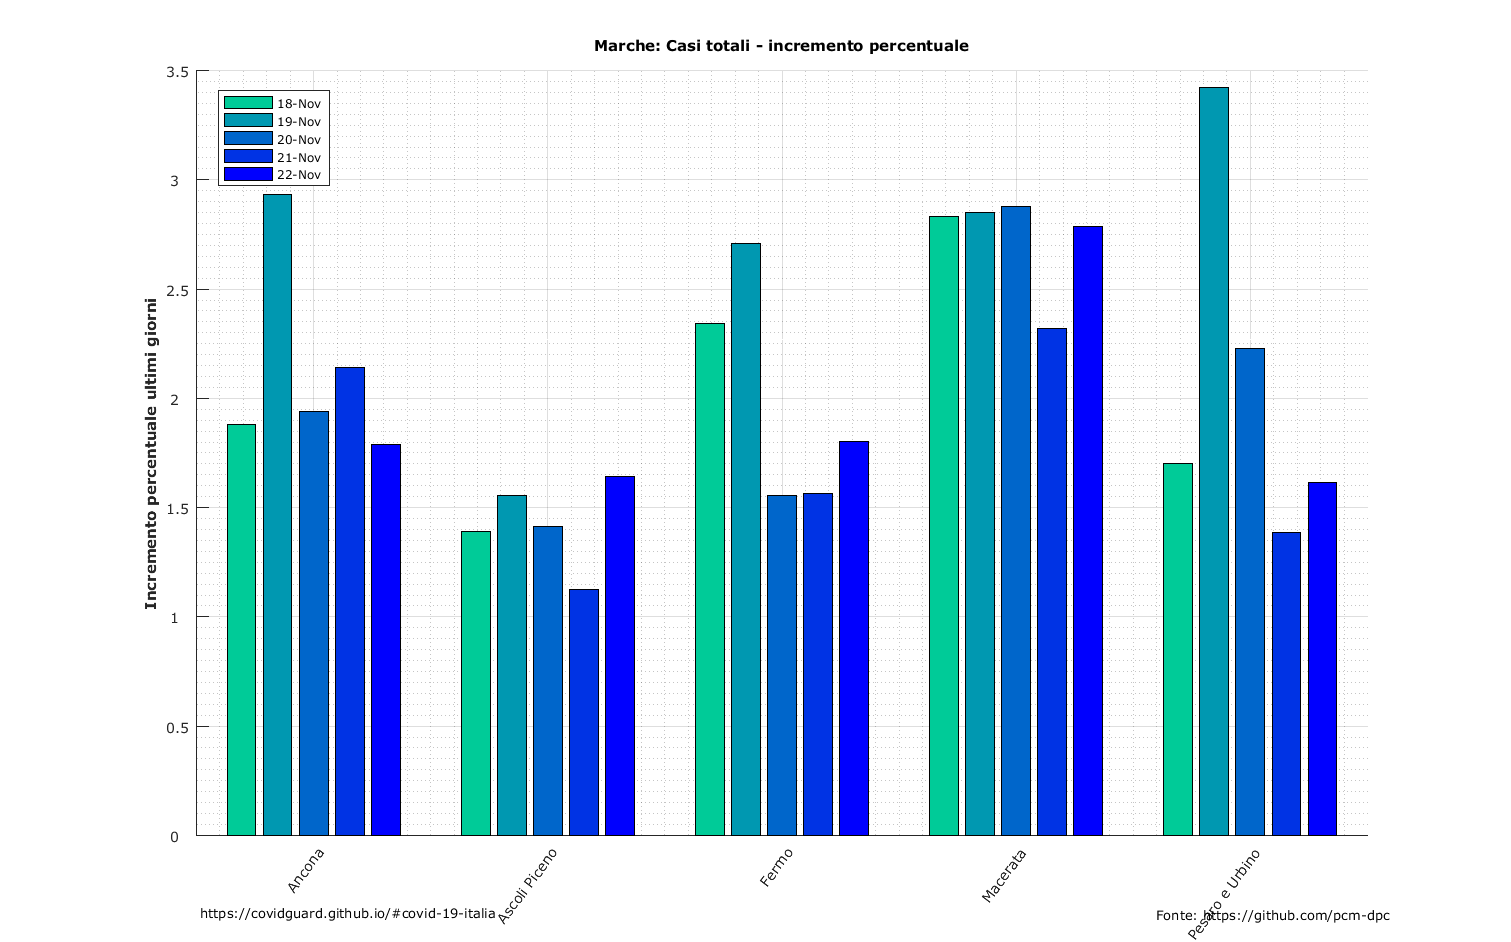 Marche: Casi totali - incremento percentuale
3.5
3
2.5
2
1.5
1
0.5
0
Incremento percentuale ultimi giorni
18-Nov
19-Nov
20-Nov
21-Nov
22-Nov
Ancona
Ascoli Piceno
Fermo
Macerata
Pesaro e Urbino
https://covidguard.github.io/#covid-19-italia
Fonte: https://github.com/pcm-dpc